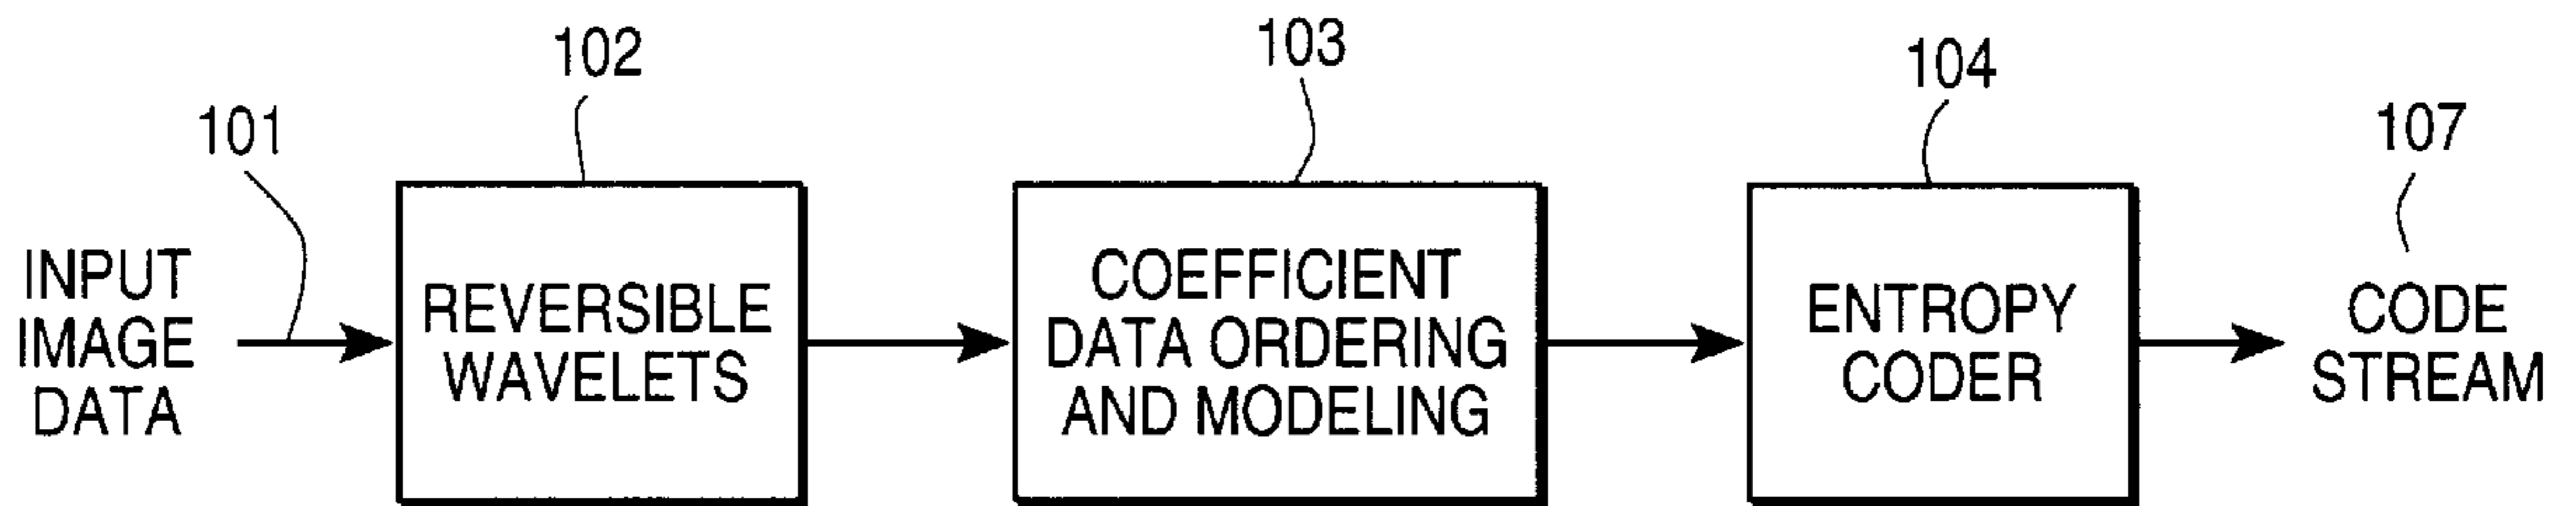 101
102
103
104
107
INPUT
IMAGE
DATA
REVERSIBLE
WAVELETS
COEFFICIENT
DATA ORDERING
AND MODELING
ENTROPY
CODER
CODE
STREAM